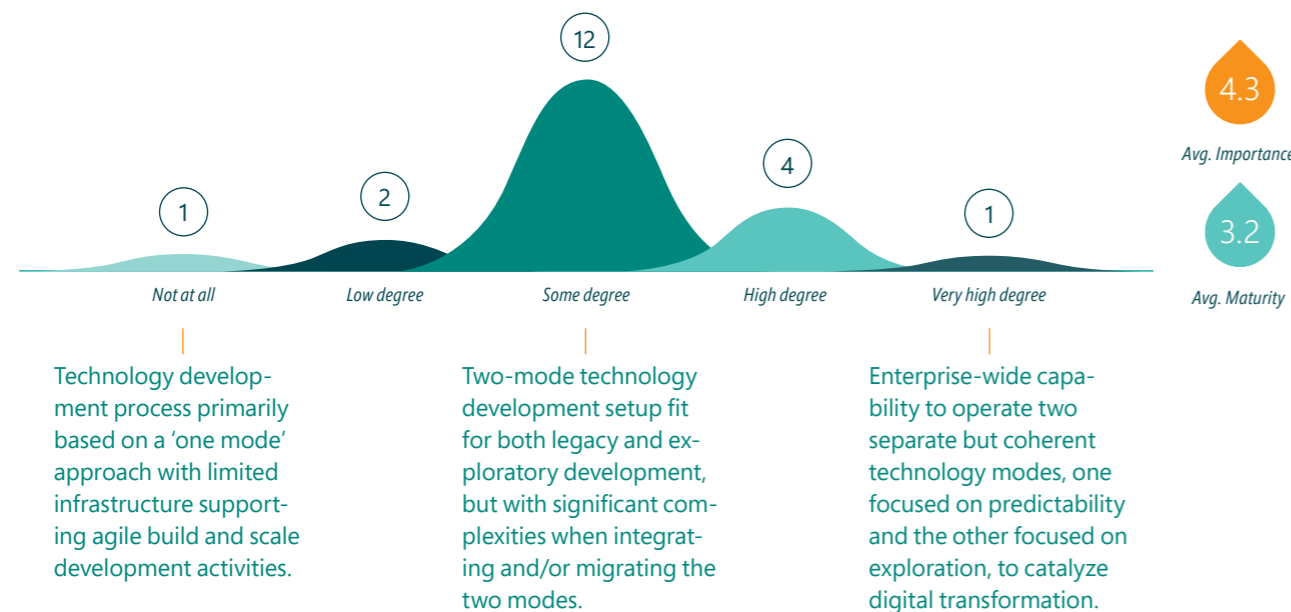 12
4.3
Avg. Importance
4
2
1
1
3.2
Not at all
Low degree
Some degree
High degree
Very high degree
Avg. Maturity
Technology develop-
ment process primarily
based on a ‘one mode’
approach with limited
infrastructure support-
ing agile build and scale
development activities.
Two-mode technology
development setup fit
for both legacy and ex-
ploratory development,
but with significant com-
plexities when integrat-
ing and/or migrating the
two modes.
Enterprise-wide capa-
bility to operate two
separate but coherent
technology modes, one
focused on predictability
and the other focused on
exploration, to catalyze
digital transformation.